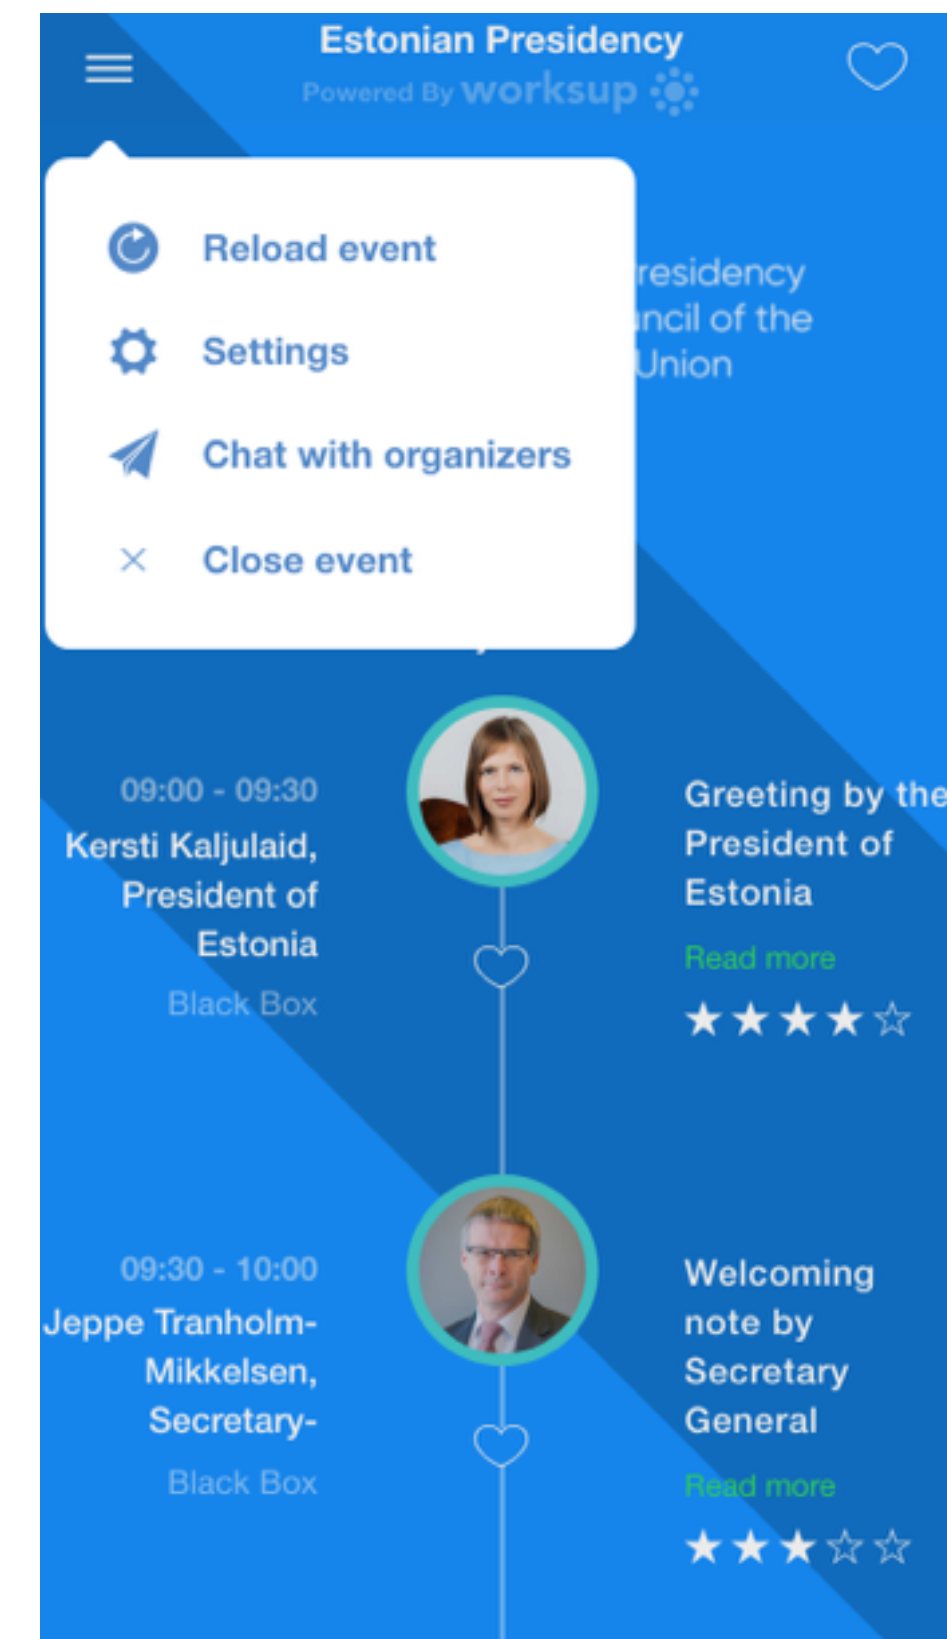 Estonian Presidency
Powered By worksup
Reload event
Settings
Chat with organizers
Close event
residency
uncil of the
Union
09:00 - 09:30
Kersti Kaljulaid,
President of
Estonia
Black Box
Greeting by the
President of
Estonia
Read more
09:30 - 10:00
Jeppe Tranholm-
Mikkelsen,
Secretary-
Black Box
Welcoming
note by
Secretary
General
Read more